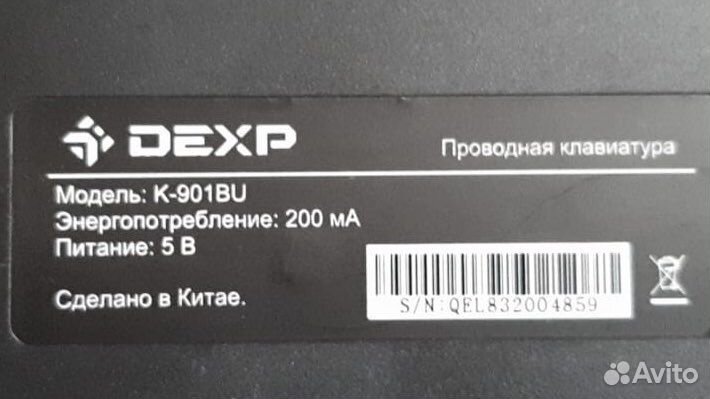 DEXP
Проводная клавиатура
Модель: K-901BU
Энергопотребление: 200 мА
Питание: 5 В
Сделано в Китае.
S/N:QEL832004859
Avito